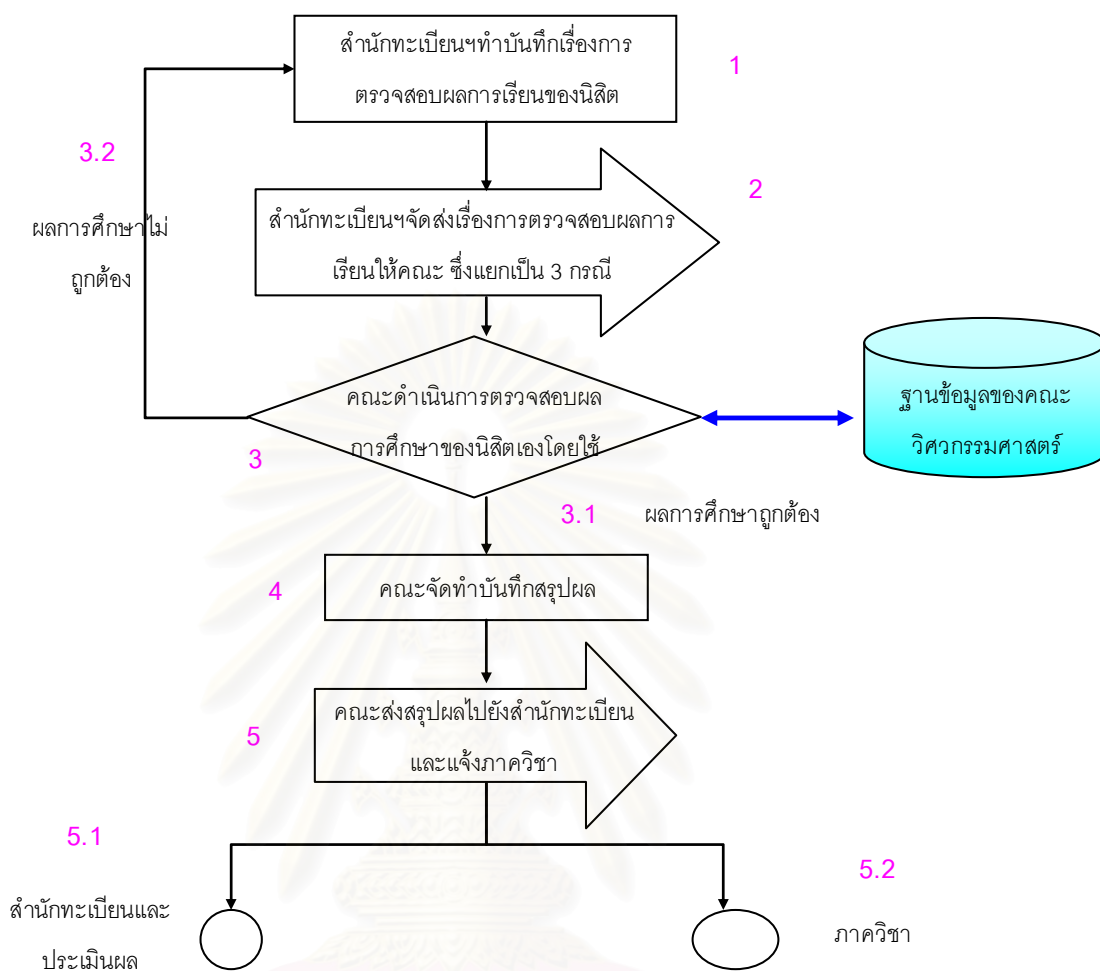 สำนักทะเบียนฯทำบันทึกเรื่องการ
ตรวจสอบผลการเรียนของนิสิต
1
3.2
ผลการศึกษาไม่
ถูกต้อง
2
สำนักทะเบียนฯจัดส่งเรื่องการตรวจสอบผลการ
เรียนให้คณะ ซึ่งแยกเป็น 3 กรณี
คณะดำเนินการตรวจสอบผล
การศึกษาของนิสิตเองโดยใช้
3
ฐานข้อมูลของคณะ
วิศวกรรมศาสตร์
3.1
ผลการศึกษาถูกต้อง
4
คณะจัดทำบันทึกสรุปผล
5
คณะส่งสรุปผลไปยังสำนักทะเบียน
และแจ้งภาควิชา
5.1
สำนักทะเบียนและ
ประเมินผล
5.2
ภาควิชา